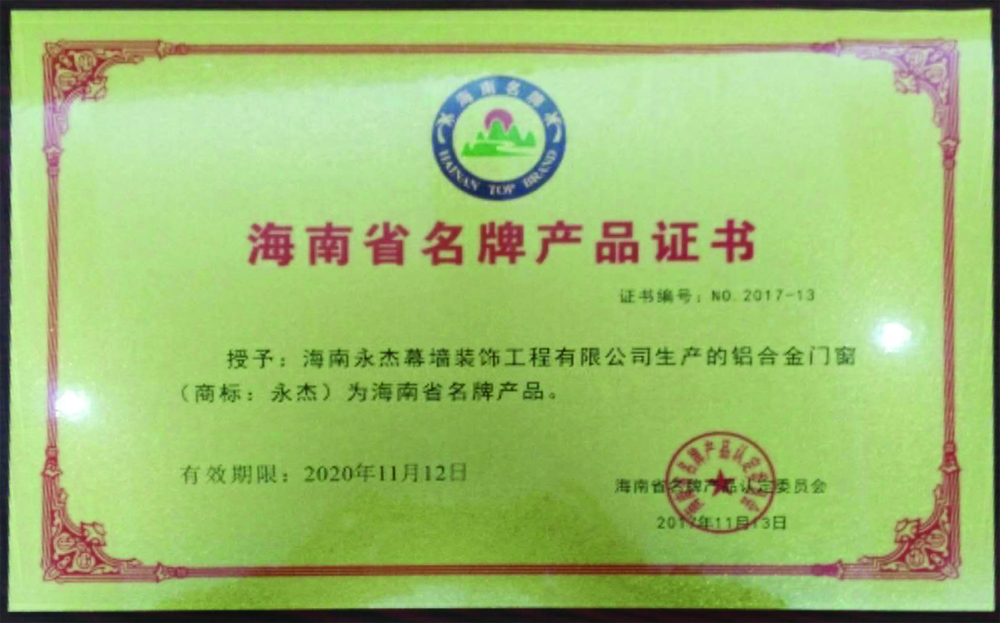 海南名牌
HAINAN TOP BRAND
海南省名牌产品证书
证书编号：NO.2017-13
授予：海南永杰幕墙装饰工程有限公司生产的铝合金门窗
（商标：永杰）为海南省名牌产品。
有效期限：2020年11月12日
海南省名牌产品认定委员会
2017年11月13日